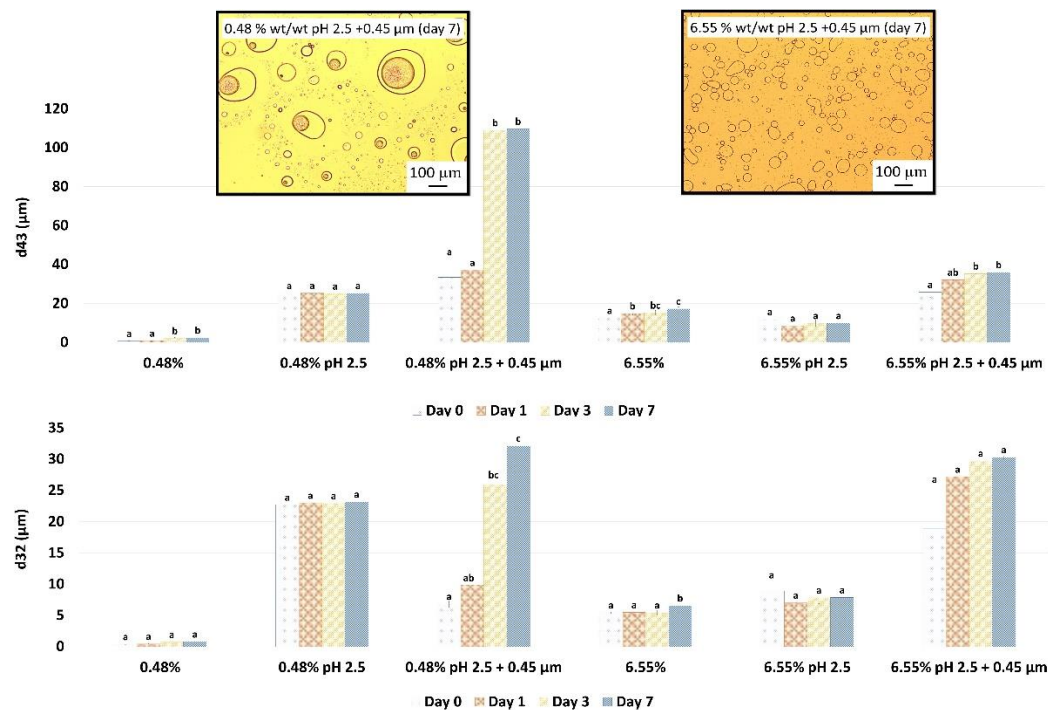 0.48 % wt/wt pH 2.5 +0.45 µm (day 7)
100 µm
6.55 % wt/wt pH 2.5 +0.45 µm (day 7)
100 µm
d43 (µm)
120
100
80
60
40
20
0
a a b b
a a a a
a a b b
a b bc c
a a a a
a ab b b
0.48%
0.48% pH 2.5
0.48% pH 2.5 + 0.45 µm
6.55%
6.55% pH 2.5
6.55% pH 2.5 + 0.45 µm
Day 0 Day 1 Day 3 Day 7
d32 (µm)
35
30
25
20
15
10
5
0
a a a a
a a a a
a ab bc c
a a a b
a a a a
a a a a
0.48%
0.48% pH 2.5
0.48% pH 2.5 + 0.45 µm
6.55%
6.55% pH 2.5
6.55% pH 2.5 + 0.45 µm
Day 0 Day 1 Day 3 Day 7